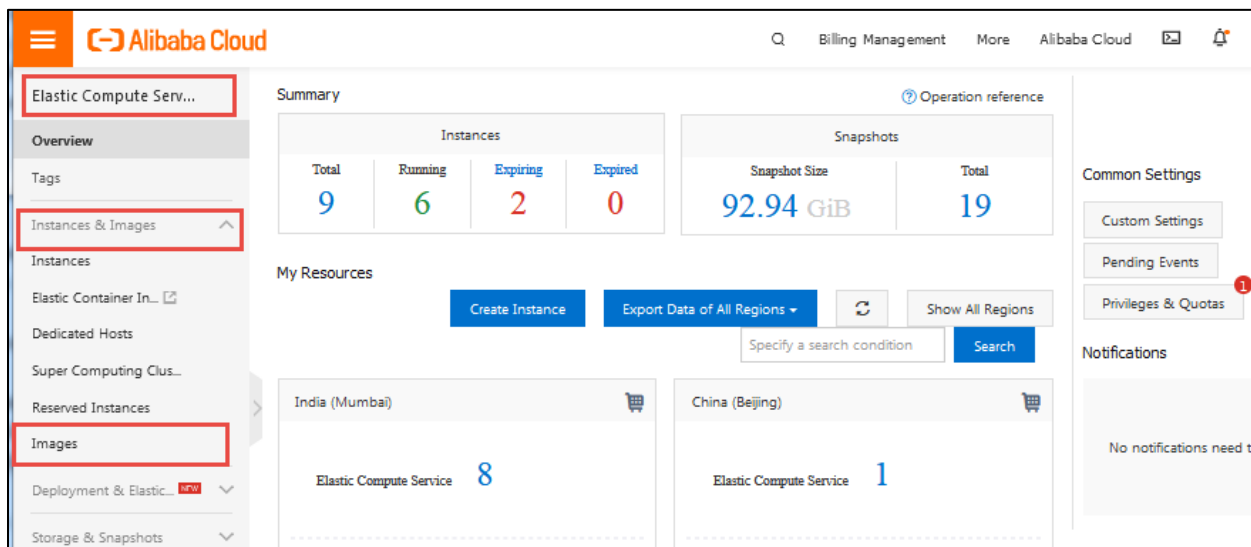 Alibaba Cloud
Billing Management More Alibaba Cloud
Elastic Compute Serv...
Overview
Tags
Instances & Images
Instances
Elastic Container In...
Dedicated Hosts
Super Computing Clus...
Reserved Instances
Images
Deployment & Elastic... NEW
Storage & Snapshots
Summary
Operation reference
Instances
Total Running Expiring Expired
9 6 2 0
Snapshots
Snapshot Size Total
92.94 GiB 19
My Resources
Create Instance Export Data of All Regions Show All Regions
Specify a search condition Search
India (Mumbai)
Elastic Compute Service 8
China (Beijing)
Elastic Compute Service 1
Common Settings
Custom Settings
Pending Events
1
Privileges & Quotas
Notifications
No notifications need t